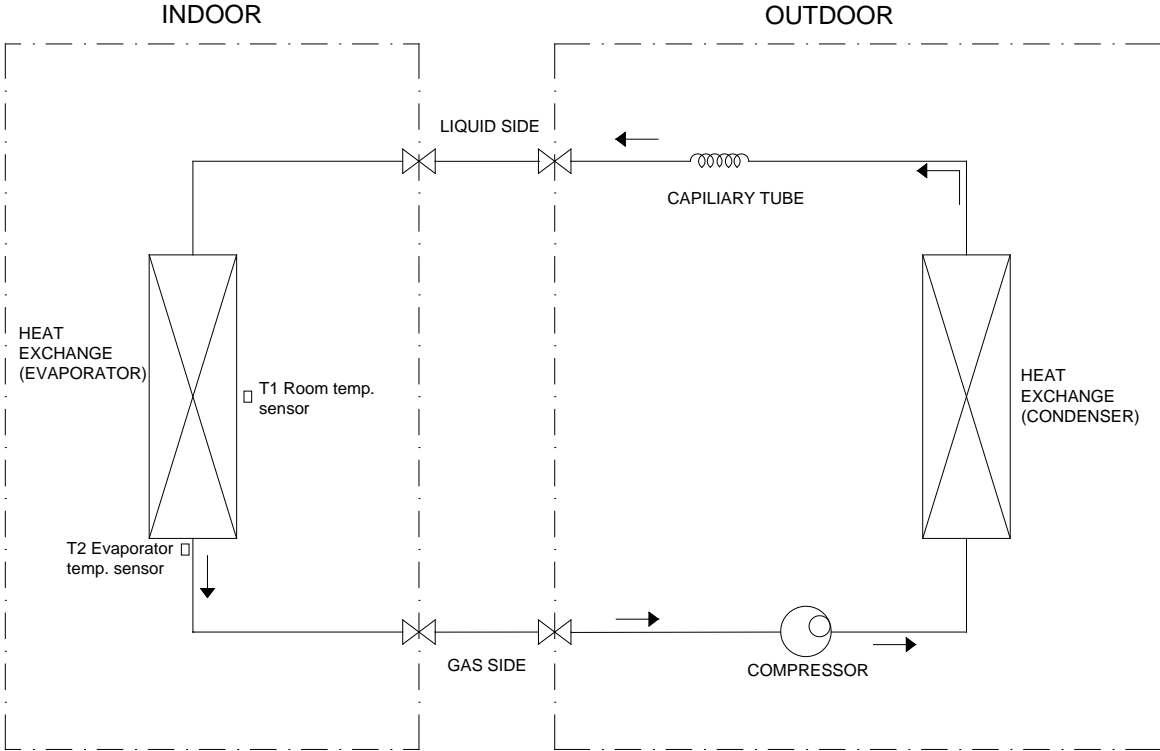 INDOOR
OUTDOOR
LIQUID SIDE
CAPILIARY TUBE
HEAT
EXCHANGE
(EVAPORATOR)
T1 Room temp.
sensor
HEAT
EXCHANGE
(CONDENSER)
T2 Evaporator
temp. sensor
GAS SIDE
COMPRESSOR